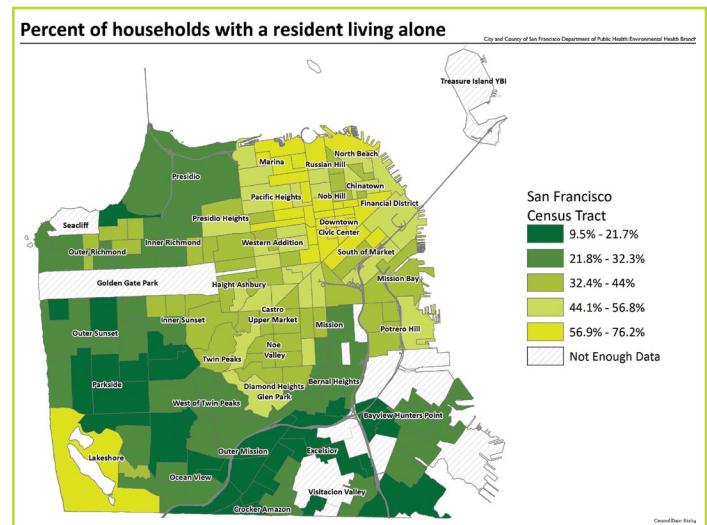 Percent of households with a resident living alone
City and County of San Francisco Department of Public Health: Environmental Health Branch
Treasure Island YBI
North Beach
Marina
Russian Hill
Presidio
Chinatown
Pacific Heights
Nob Hill
Financial District
Presidio Heights
Downtown
Civic Center
Seacliff
Inner Richmond
Western Addition
Outer Richmond
South of Market
Golden Gate Park
Haight Ashbury
Mission Bay
Castro
Upper Market
Inner Sunset
Mission
Outer Sunset
Potrero Hill
Noe
Valley
Twin Peaks
Parkside
Diamond Heights
Glen Park
Bernal Heights
West of Twin Peaks
Bayview Hunters Point
Lakeshore
Outer Mission
Excelsior
Ocean View
Visitacion Valley
Crocker Amazon
San Francisco
Census Tract
9.5% - 21.7%
21.8% - 32.3%
32.4% - 44%
44.1% - 56.8%
56.9% - 76.2%
Not Enough Data
Created Date: